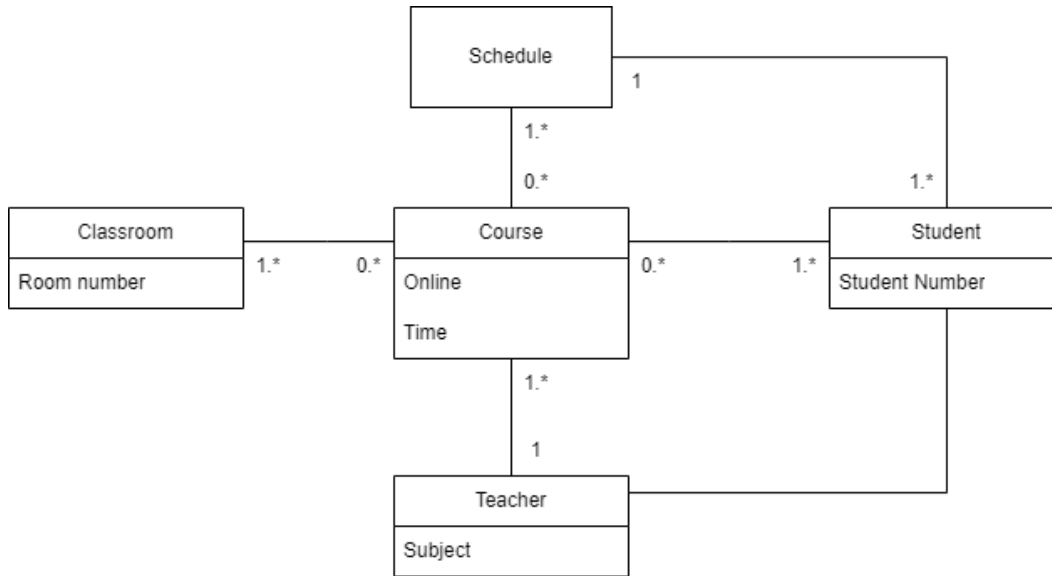 Schedule
1
1.*
0.*
1.*
Classroom
Course
Student
1.*
0.*
0.*
1.*
Room number
Online
Student Number
Time
1.*
1
Teacher
Subject